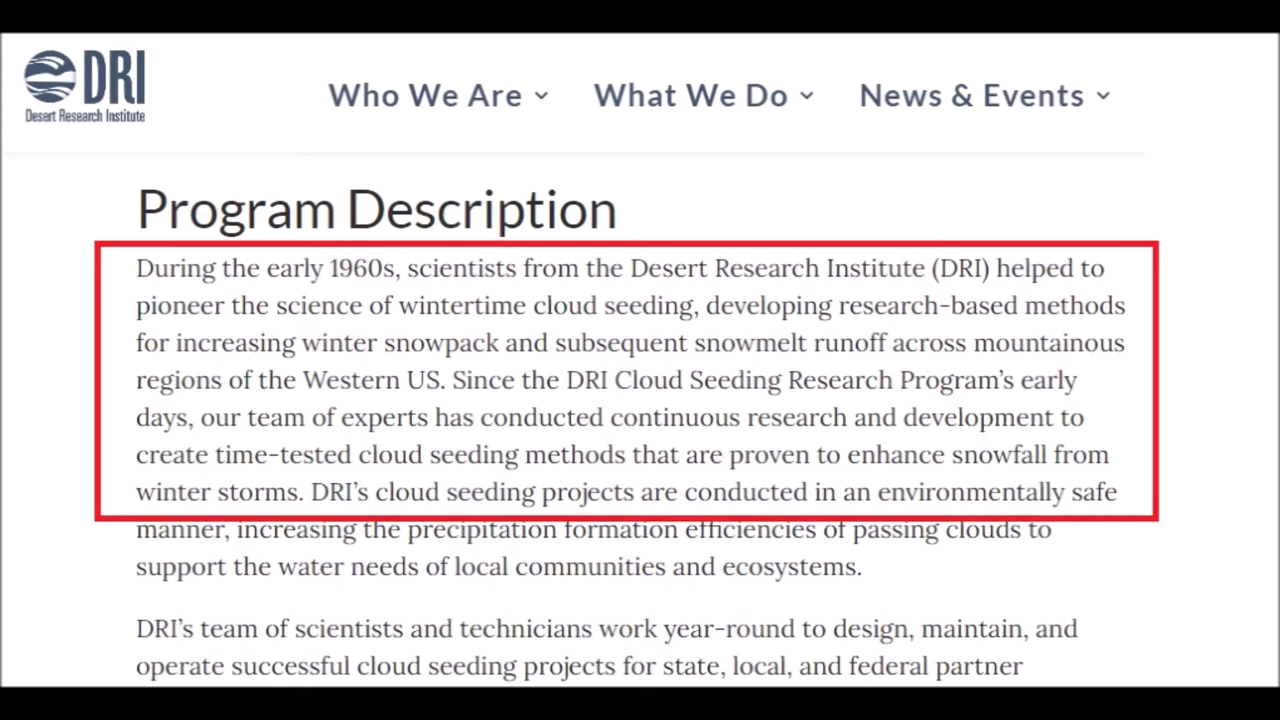 DRI
Desert Research Institute
Who We Are
What We Do
News & Events
Program Description
During the early 1960s, scientists from the Desert Research Institute (DRI) helped to
pioneer the science of wintertime cloud seeding, developing research-based methods
for increasing winter snowpack and subsequent snowmelt runoff across mountainous
regions of the Western US. Since the DRI Cloud Seeding Research Program’s early
days, our team of experts has conducted continuous research and development to
create time-tested cloud seeding methods that are proven to enhance snowfall from
winter storms. DRI’s cloud seeding projects are conducted in an environmentally safe
manner, increasing the precipitation formation efficiencies of passing clouds to
support the water needs of local communities and ecosystems.
DRI’s team of scientists and technicians work year-round to design, maintain, and
operate successful cloud seeding projects for state, local, and federal partner